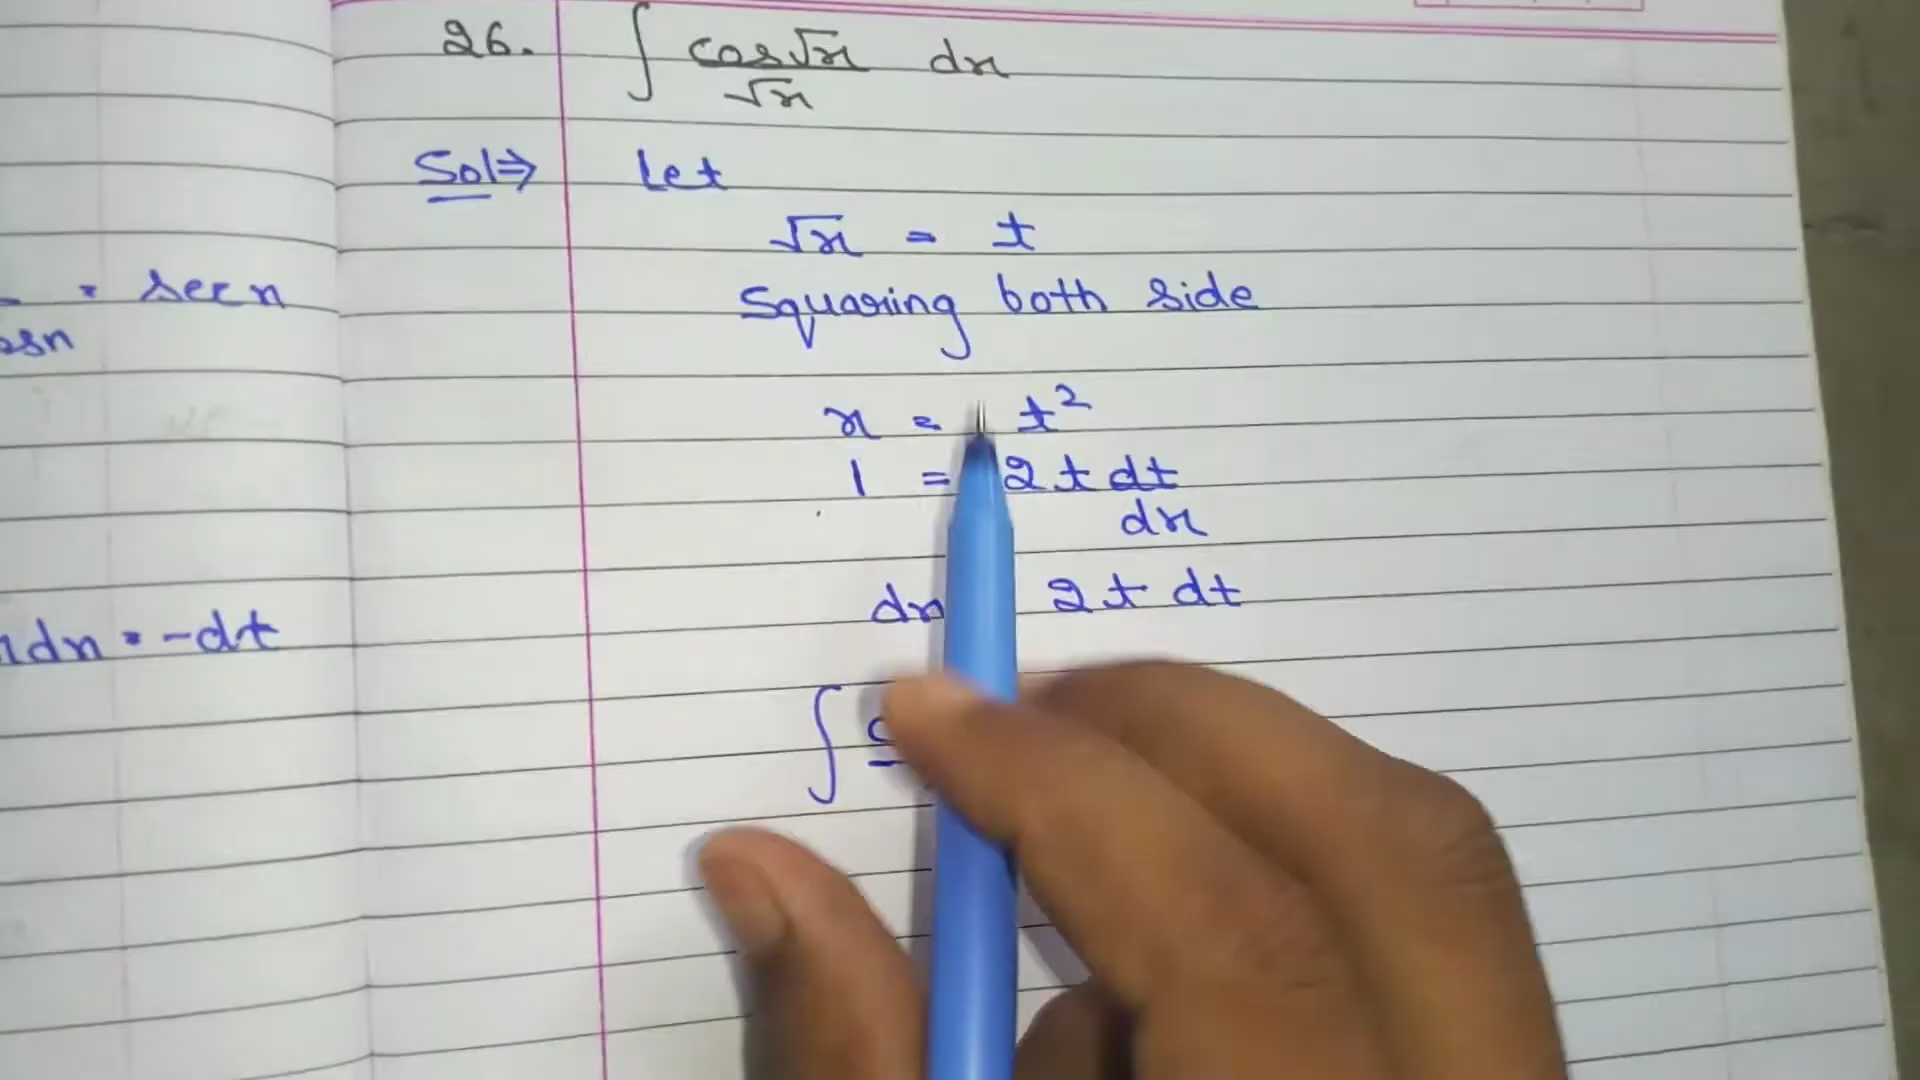 26. ∫ cos√x dx
√x
Sol⇒ Let
√x = t
Squaring both side
= secx
x = t²
1 = 2t dt
dx
dx 2t dt
dx = -dt
∫